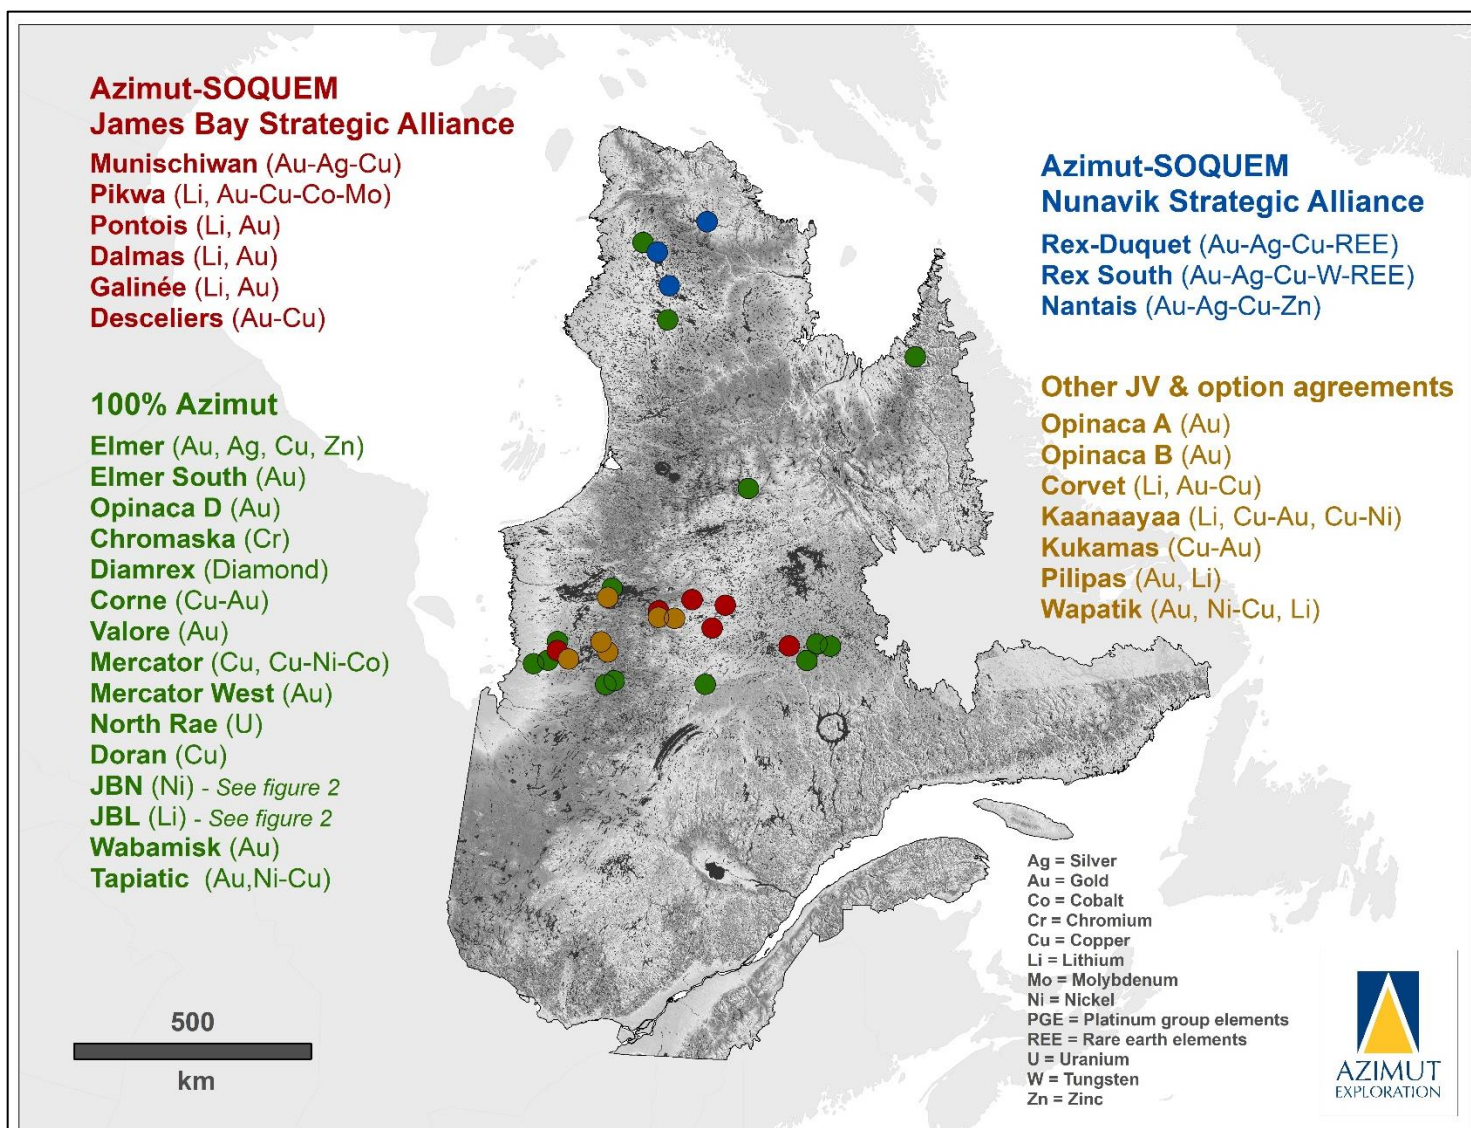 Azimut-SOQUEM
James Bay Strategic Alliance
Munischiwan (Au-Ag-Cu)
Pikwa (Li, Au-Cu-Co-Mo)
Pontois (Li, Au)
Dalmas (Li, Au)
Galinée (Li, Au)
Desceliers (Au-Cu)
100% Azimut
Elmer (Au, Ag, Cu, Zn)
Elmer South (Au)
Opinaca D (Au)
Chromaska (Cr)
Diamrex (Diamond)
Corne (Cu-Au)
Valore (Au)
Mercator (Cu, Cu-Ni-Co)
Mercator West (Au)
North Rae (U)
Doran (Cu)
JBN (Ni) - See figure 2
JBL (Li) - See figure 2
Wabamisk (Au)
Tapiatic (Au,Ni-Cu)
500
km
Azimut-SOQUEM
Nunavik Strategic Alliance
Rex-Duquet (Au-Ag-Cu-REE)
Rex South (Au-Ag-Cu-W-REE)
Nantais (Au-Ag-Cu-Zn)
Other JV & option agreements
Opinaca A (Au)
Opinaca B (Au)
Corvet (Li, Au-Cu)
Kaanaayaa (Li, Cu-Au, Cu-Ni)
Kukamas (Cu-Au)
Pilipas (Au, Li)
Wapatik (Au, Ni-Cu, Li)
Ag = Silver
Au = Gold
Co = Cobalt
Cr = Chromium
Cu = Copper
Li = Lithium
Mo = Molybdenum
Ni = Nickel
PGE = Platinum group elements
REE = Rare earth elements
U = Uranium
W = Tungsten
Zn = Zinc
AZIMUT
EXPLORATION